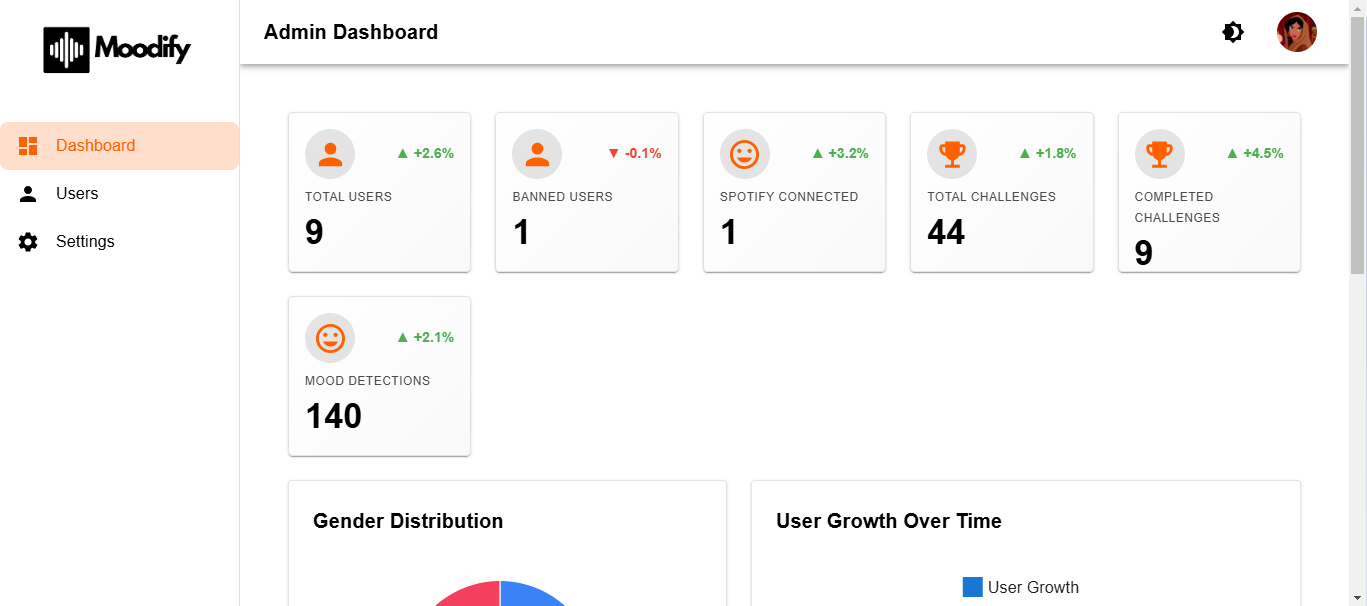 Moodify
Admin Dashboard
Dashboard
Users
Settings
▲ +2.6%
TOTAL USERS
9
▼ -0.1%
BANNED USERS
1
▲ +3.2%
SPOTIFY CONNECTED
1
▲ +1.8%
TOTAL CHALLENGES
44
▲ +4.5%
COMPLETED
CHALLENGES
9
▲ +2.1%
MOOD DETECTIONS
140
Gender Distribution
User Growth Over Time
User Growth